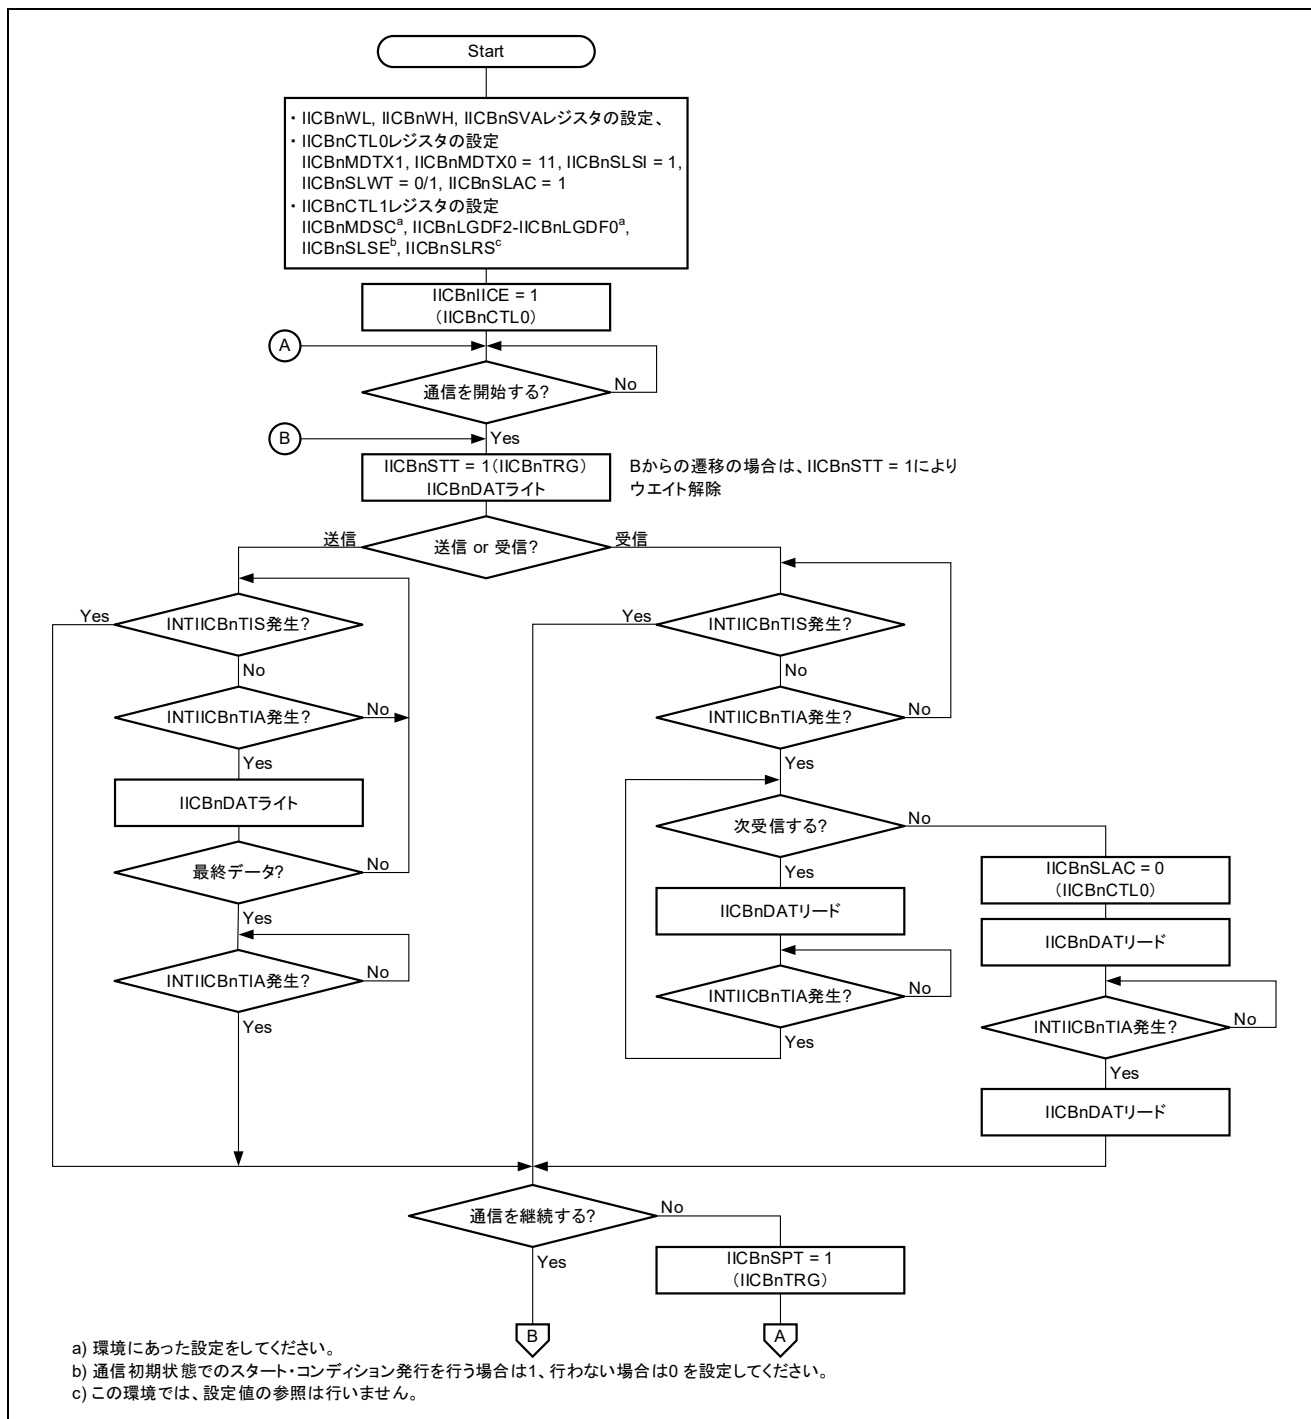 Start
・ IICBnWL, IICBnWH, IICBnSVAレジスタの設定、
・ IICBnCTL0レジスタの設定
IICBnMDTX1, IICBnMDTX0 = 11, IICBnSLSI = 1,
IICBnSLWT = 0/1, IICBnSLAC = 1
・ IICBnCTL1レジスタの設定
IICBnMDSCa, IICBnLGDF2-IICBnLGDF0a,
IICBnSLSEb, IICBnSLRSc
IICBnIICE = 1
(IICBnCTL0)
A
通信を開始する?
No
B
Yes
IICBnSTT = 1(IICBnTRG)
IICBnDATライト
Bからの遷移の場合は、IICBnSTT = 1により
ウエイト解除
送信
送信 or 受信?
受信
Yes
INTIICBnTIS発生?
No
INTIICBnTIA発生?
No
Yes
IICBnDATライト
最終データ?
No
Yes
INTIICBnTIA発生?
No
Yes
Yes
INTIICBnTIS発生?
No
INTIICBnTIA発生?
No
Yes
次受信する?
No
Yes
IICBnDATリード
INTIICBnTIA発生?
No
Yes
IICBnSLAC = 0
(IICBnCTL0)
IICBnDATリード
INTIICBnTIA発生?
No
Yes
IICBnDATリード
通信を継続する?
No
Yes
IICBnSPT = 1
(IICBnTRG)
B
A
a) 環境にあった設定をしてください。
b) 通信初期状態でのスタート・コンディション発行を行う場合は1、行わない場合は0 を設定してください。
c) この環境では、設定値の参照は行いません。